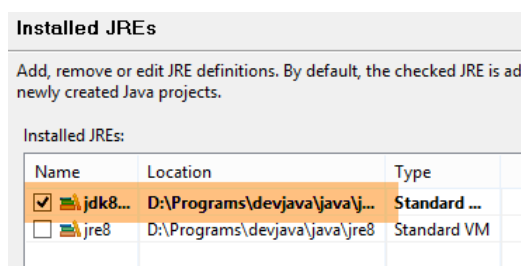 Installed JREs
Add, remove or edit JRE definitions. By default, the checked JRE is ad
newly created Java projects.
Installed JREs:
Name Location Type
jdk8... D:\Programs\devjava\java\j... Standard ...
jre8 D:\Programs\devjava\java\jre8 Standard VM